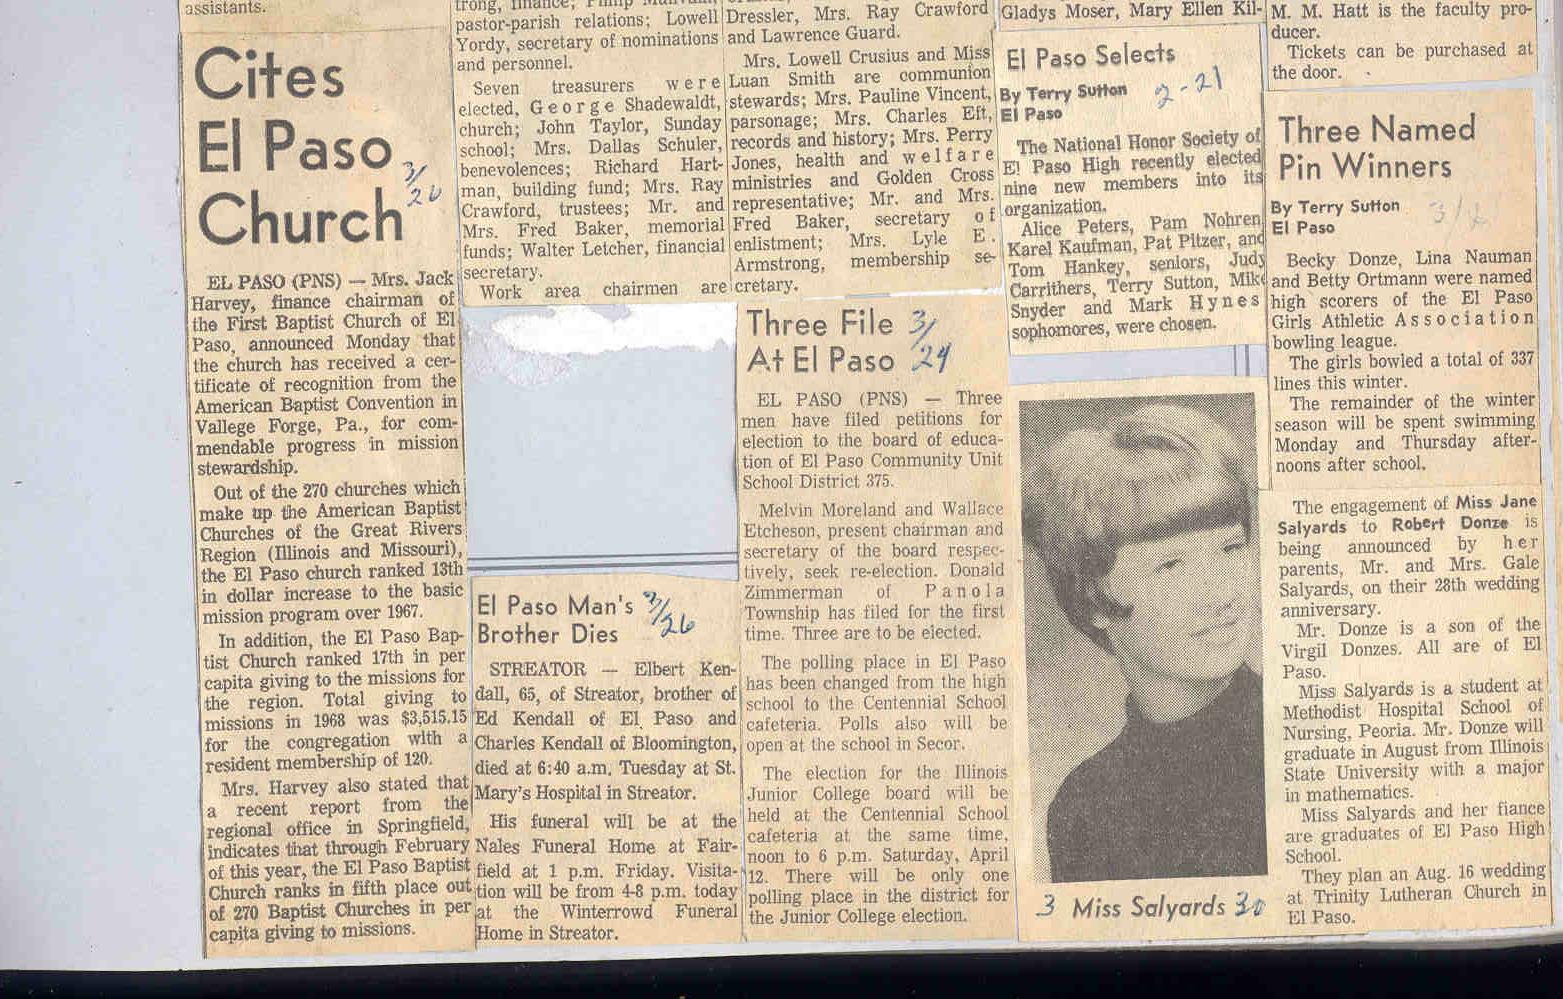 assistants.
Cites
El Paso
Church
3/
26
EL PASO (PNS) — Mrs. Jack
Harvey, finance chairman of
the First Baptist Church of El
Paso, announced Monday that
the church has received a cer-
tificate of recognition from the
American Baptist Convention in
Vallege Forge, Pa., for com-
mendable progress in mission
stewardship.
Out of the 270 churches which
make up the American Baptist
Churches of the Great Rivers
Region (Illinois and Missouri),
the El Paso church ranked 13th
in dollar increase to the basic
mission program over 1967.
In addition, the El Paso Bap-
tist Church ranked 17th in per
capita giving to the missions for
the region. Total giving to
missions in 1968 was $3,515.15
for the congregation with a
resident membership of 120.
Mrs. Harvey also stated that
a recent report from the
regional office in Springfield,
indicates that through February
of this year, the El Paso Baptist
Church ranks in fifth place out
of 270 Baptist Churches in per
capita giving to missions.
trong, finance; Philip
pastor-parish relations; Lowell
Yordy, secretary of nominations
and personnel.
Seven treasurers were
elected, George Shadewaldt,
church; John Taylor, Sunday
school; Mrs. Dallas Schuler,
benevolences; Richard Hart-
man, building fund; Mrs. Ray
Crawford, trustees; Mr. and
Mrs. Fred Baker, memorial
funds; Walter Letcher, financial
secretary.
Work area chairmen are
El Paso Man's
Brother Dies
3/26
STREATOR — Elbert Ken-
dall, 65, of Streator, brother of
Ed Kendall of El Paso and
Charles Kendall of Bloomington,
died at 6:40 a.m. Tuesday at St.
Mary's Hospital in Streator.
His funeral will be at the
Nales Funeral Home at Fair-
field at 1 p.m. Friday. Visita-
tion will be from 4-8 p.m. today
at the Winterrowd Funeral
Home in Streator.
Dressler, Mrs. Ray Crawford
and Lawrence Guard.
Mrs. Lowell Crusius and Miss
Luan Smith are communion
stewards; Mrs. Pauline Vincent,
parsonage; Mrs. Charles Eft,
records and history; Mrs. Perry
Jones, health and welfare
ministries and Golden Cross
representative; Mr. and Mrs.
Fred Baker, secretary of
enlistment; Mrs. Lyle E.
Armstrong, membership se-
cretary.
Three File
At El Paso
3/
24
EL PASO (PNS) — Three
men have filed petitions for
election to the board of educa-
tion of El Paso Community Unit
School District 375.
Melvin Moreland and Wallace
Etcheson, present chairman and
secretary of the board respec-
tively, seek re-election. Donald
Zimmerman of Panola
Township has filed for the first
time. Three are to be elected.
The polling place in El Paso
has been changed from the high
school to the Centennial School
cafeteria. Polls also will be
open at the school in Secor.
The election for the Illinois
Junior College board will be
held at the Centennial School
cafeteria at the same time,
noon to 6 p.m. Saturday, April
12. There will be only one
polling place in the district for
the Junior College election.
Gladys Moser, Mary Ellen Kil-
El Paso Selects
By Terry Sutton
El Paso
2-21
The National Honor Society of
El Paso High recently elected
nine new members into its
organization.
Alice Peters, Pam Nohren,
Karel Kaufman, Pat Pitzer, and
Tom Hankey, seniors, Judy
Carrithers, Terry Sutton, Mike
Snyder and Mark Hynes
sophomores, were chosen.
3 Miss Salyards 30
M. M. Hatt is the faculty pro-
ducer.
Tickets can be purchased at
the door.
Three Named
Pin Winners
By Terry Sutton
El Paso
Becky Donze, Lina Nauman
and Betty Ortmann were named
high scorers of the El Paso
Girls Athletic Association
bowling league.
The girls bowled a total of 337
lines this winter.
The remainder of the winter
season will be spent swimming
Monday and Thursday after-
noons after school.
The engagement of Miss Jane
Salyards to Robert Donze is
being announced by her
parents, Mr. and Mrs. Gale
Salyards, on their 28th wedding
anniversary.
Mr. Donze is a son of the
Virgil Donzes. All are of El
Paso.
Miss Salyards is a student at
Methodist Hospital School of
Nursing, Peoria. Mr. Donze will
graduate in August from Illinois
State University with a major
in mathematics.
Miss Salyards and her fiance
are graduates of El Paso High
School.
They plan an Aug. 16 wedding
at Trinity Lutheran Church in
El Paso.